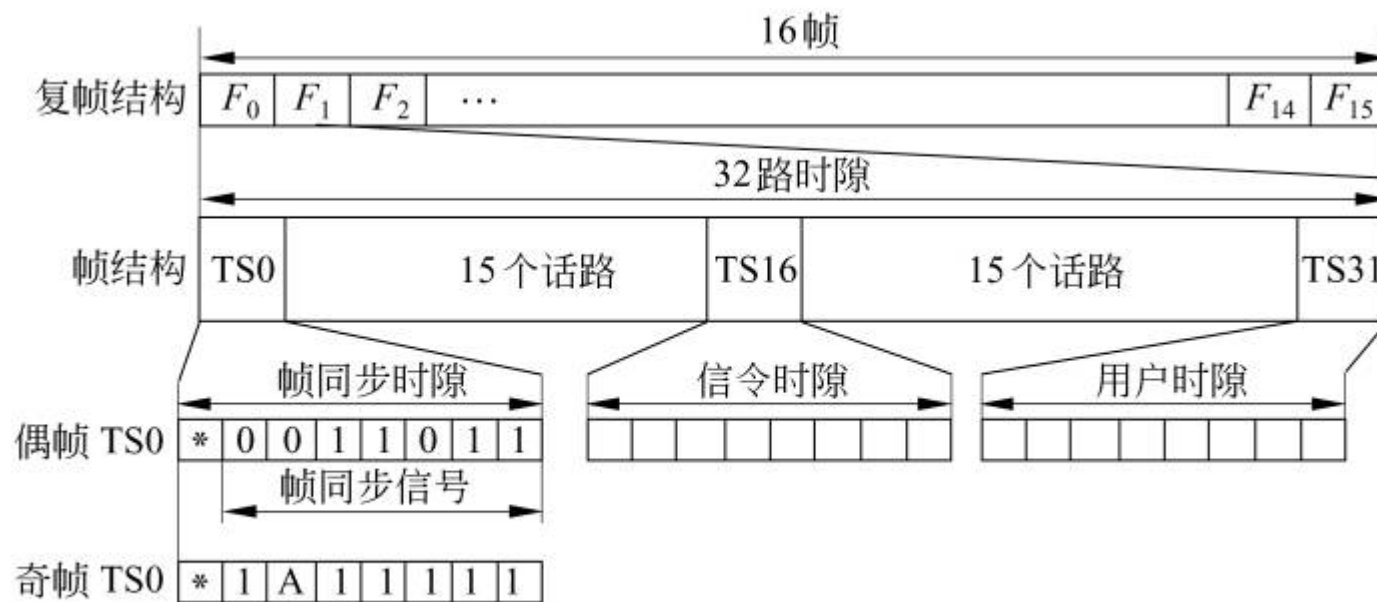 16帧
复帧结构 F₀ F₁ F₂ … F₁₄ F₁₅
32路时隙
帧结构 TS0 15个话路 TS16 15个话路 TS31
帧同步时隙 信令时隙 用户时隙
偶帧 TS0 * 0 0 1 1 0 1 1
帧同步信号
奇帧 TS0 * 1 A 1 1 1 1 1